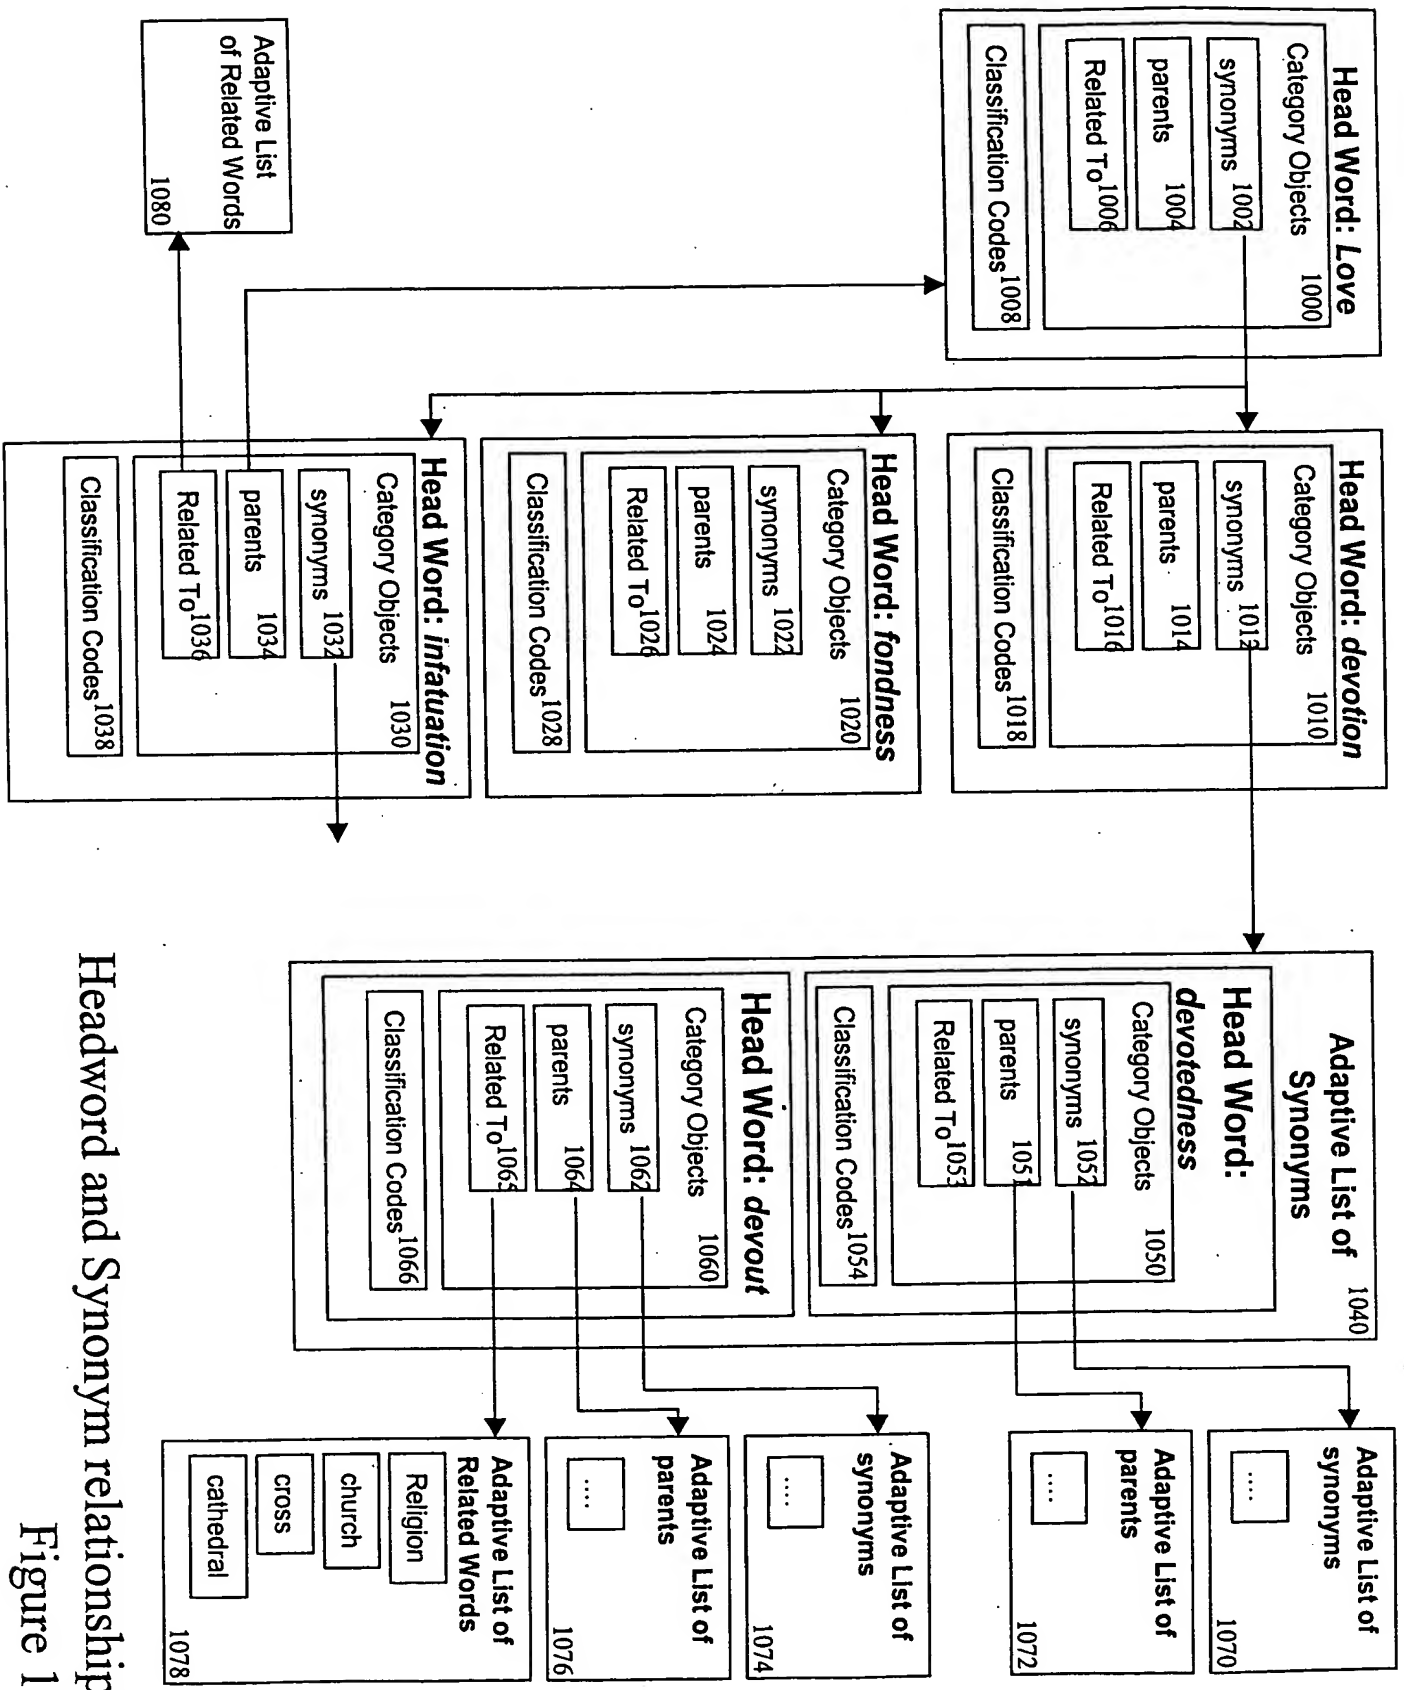 Head Word: Love
Category Objects
1000
synonyms 1002
parents 1004
Related To 1006
Classification Codes 1008
Head Word: devotion
Category Objects
1010
synonyms 1012
parents 1014
Related To 1016
Classification Codes 1018
Head Word: fondness
Category Objects
1020
synonyms 1022
parents 1024
Related To 1026
Classification Codes 1028
Head Word: infatuation
Category Objects
1030
synonyms 1032
parents 1034
Related To 1036
Classification Codes 1038
Adaptive List
of Related Words
1080
Adaptive List of
Synonyms
1040
Head Word:
devotedness
Category Objects
1050
synonyms 1052
parents 1051
Related To 1053
Classification Codes 1054
Head Word: devout
Category Objects
1060
synonyms 1062
parents 1064
Related To 1065
Classification Codes 1066
Adaptive List of
synonyms
....
1070
Adaptive List of
parents
....
1072
Adaptive List of
synonyms
....
1074
Adaptive List of
parents
....
1076
Adaptive List of
Related Words
Religion
church
cross
cathedral
1078
Headword and Synonym relationship
Figure 1